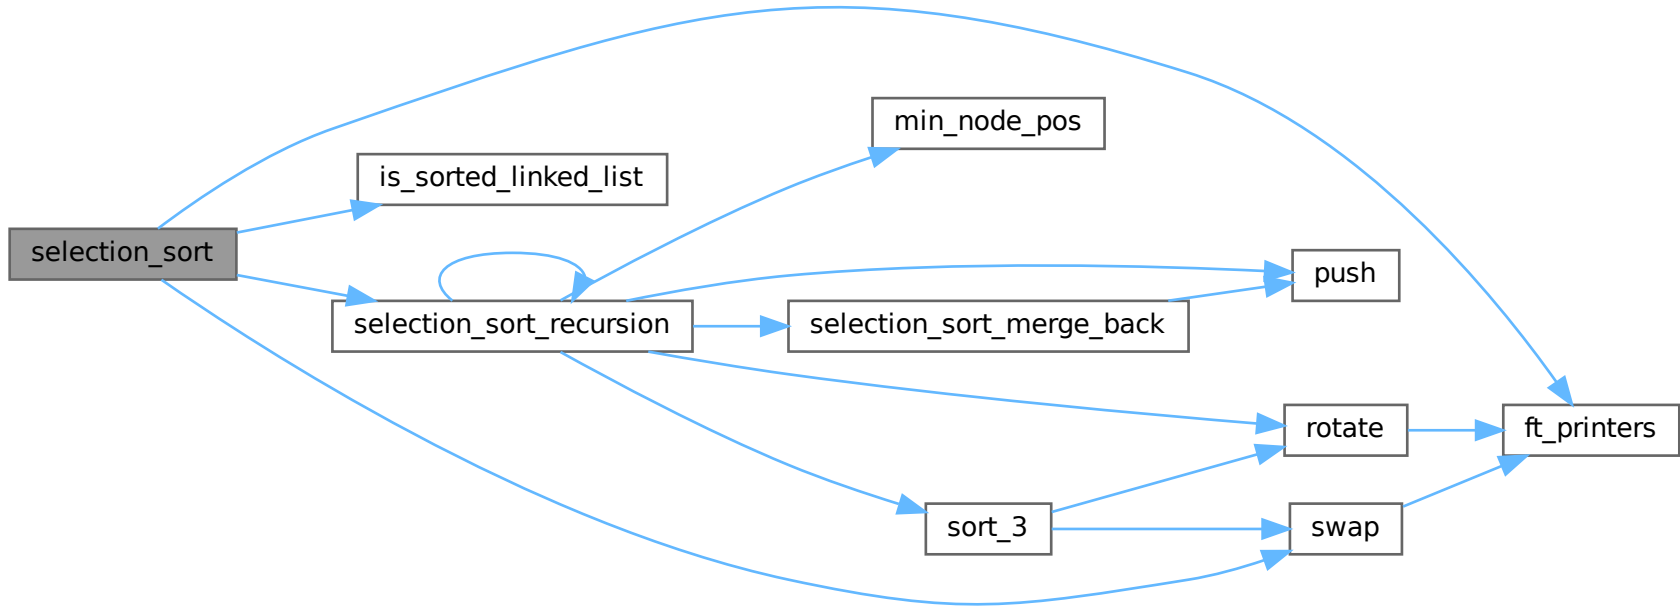 selection_sort
is_sorted_linked_list
selection_sort_recursion
min_node_pos
selection_sort_merge_back
push
rotate
ft_printers
sort_3
swap